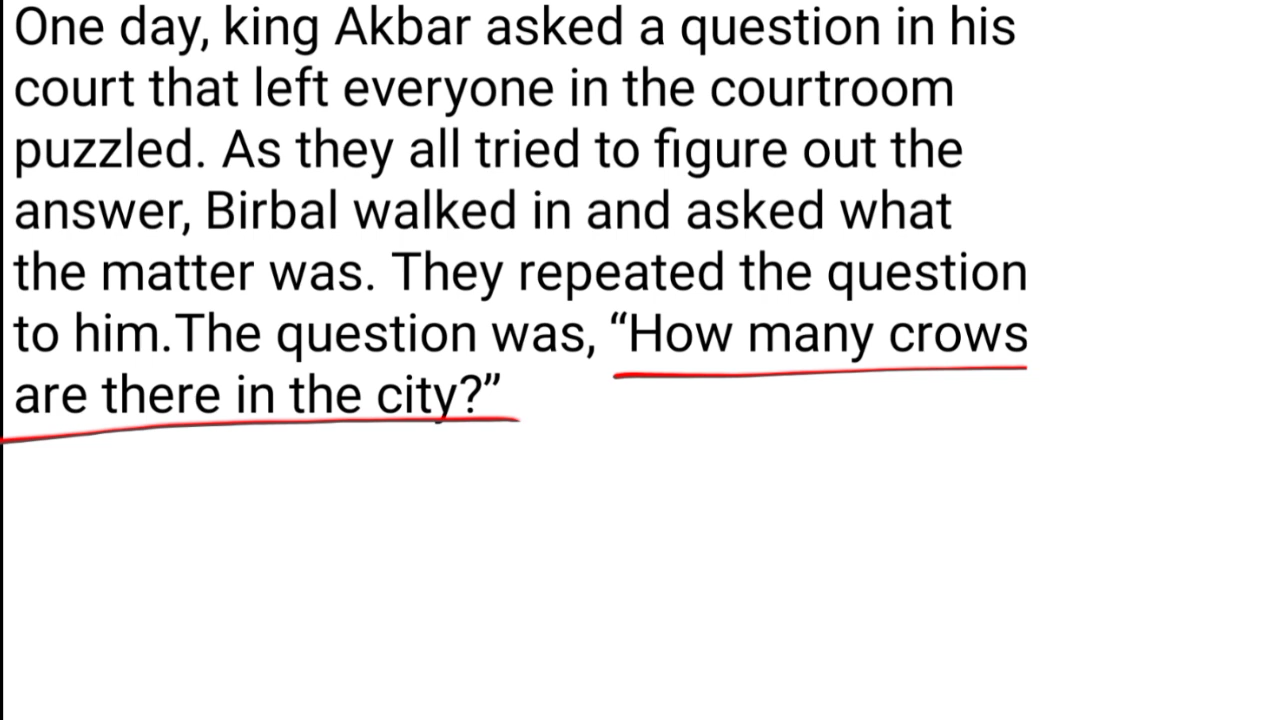 One day, king Akbar asked a question in his
court that left everyone in the courtroom
puzzled. As they all tried to figure out the
answer, Birbal walked in and asked what
the matter was. They repeated the question
to him.The question was, “How many crows
are there in the city?”